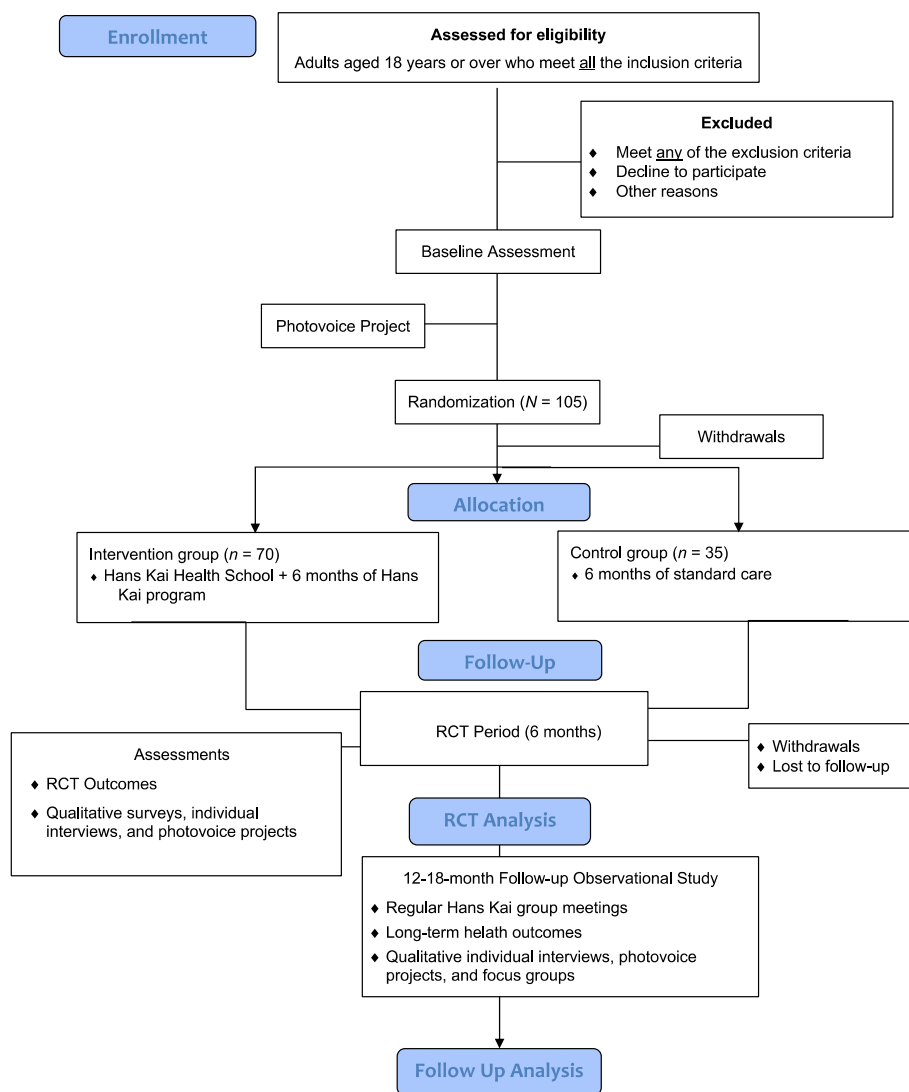 Enrollment
Assessed for eligibility
Adults aged 18 years or over who meet all the inclusion criteria
Excluded
♦ Meet any of the exclusion criteria
♦ Decline to participate
♦ Other reasons
Baseline Assessment
Photovoice Project
Randomization (N = 105)
Withdrawals
Allocation
Intervention group (n = 70)
♦ Hans Kai Health School + 6 months of Hans
Kai program
Control group (n = 35)
♦ 6 months of standard care
Follow-Up
RCT Period (6 months)
Assessments
♦ RCT Outcomes
♦ Qualitative surveys, individual
interviews, and photovoice projects
♦ Withdrawals
♦ Lost to follow-up
RCT Analysis
12-18-month Follow-up Observational Study
♦ Regular Hans Kai group meetings
♦ Long-term helath outcomes
♦ Qualitative individual interviews, photovoice
projects, and focus groups
Follow Up Analysis